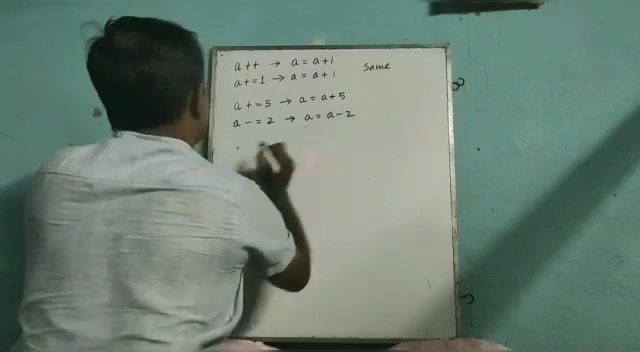 a++ → a = a+1
a+=1 → a = a+1 Same
a+=5 → a = a+5
a-=2 → a = a-2